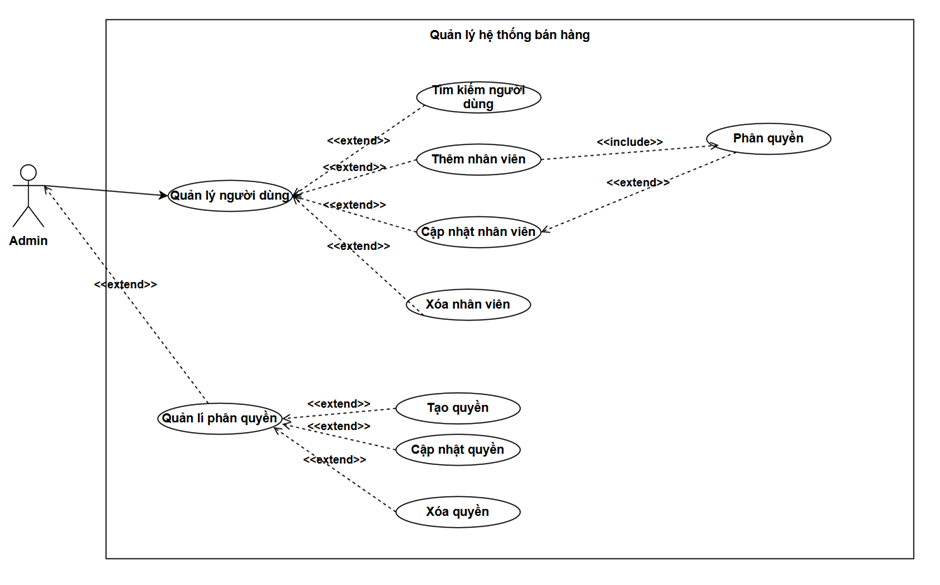 Quản lý hệ thống bán hàng
Tìm kiếm người
dùng
<<extend>>
<<include>>
Phân quyền
Thêm nhân viên
<<extend>>
<<extend>>
Quản lý người dùng
<<extend>>
Cập nhật nhân viên
Admin
<<extend>>
<<extend>>
Xóa nhân viên
<<extend>>
Tạo quyền
Quản lí phân quyền
<<extend>>
Cập nhật quyền
<<extend>>
Xóa quyền